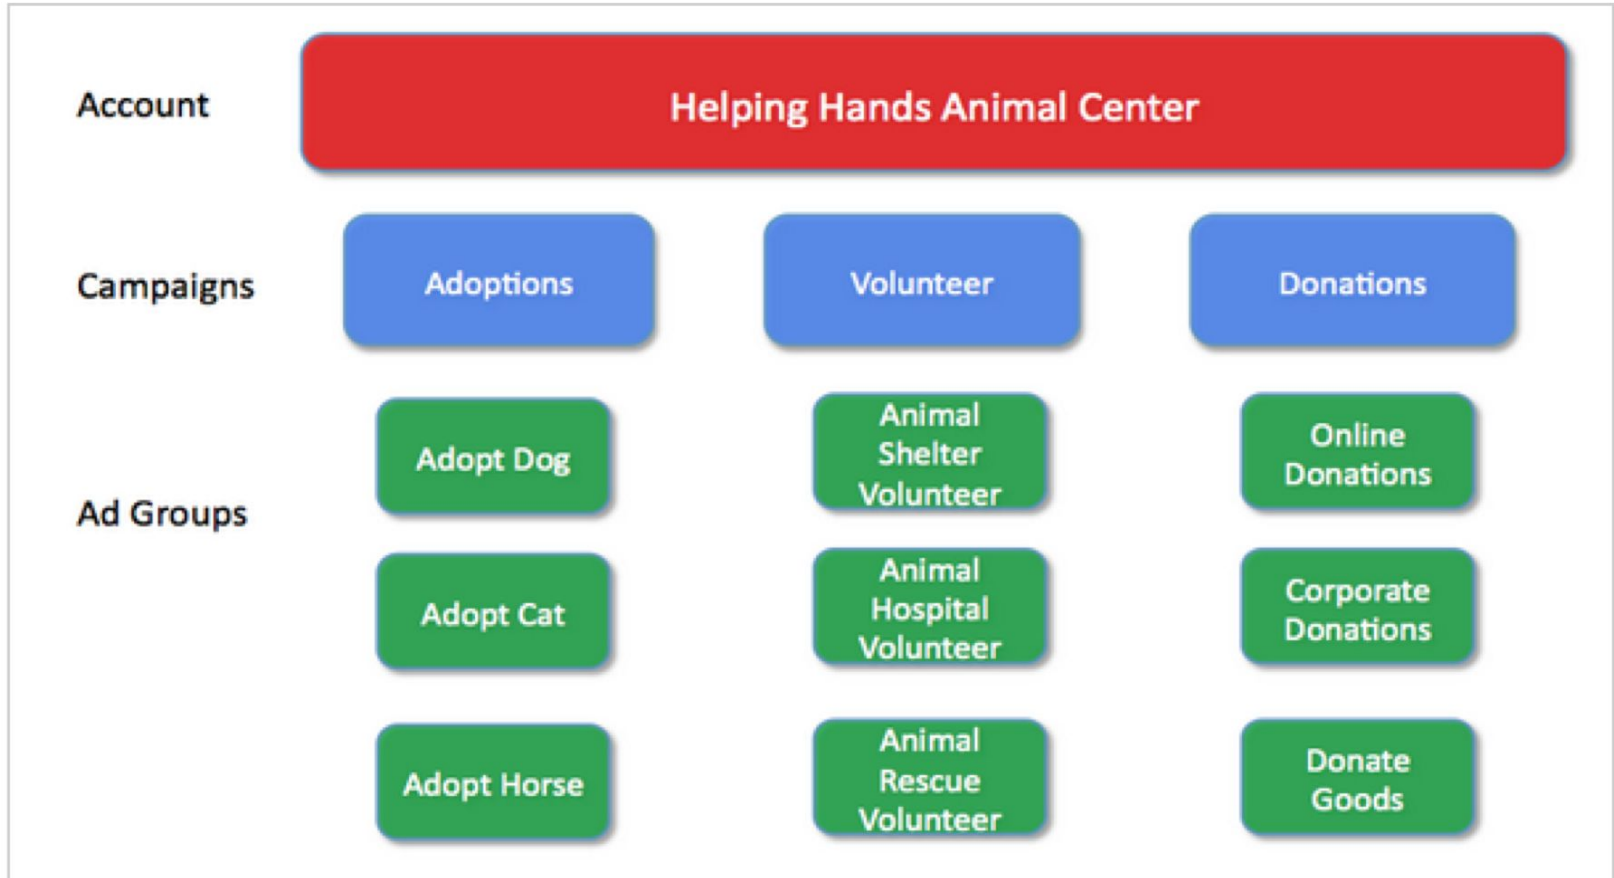 Account
Helping Hands Animal Center
Campaigns
Adoptions
Volunteer
Donations
Ad Groups
Adopt Dog
Animal
Shelter
Volunteer
Online
Donations
Adopt Cat
Animal
Hospital
Volunteer
Corporate
Donations
Adopt Horse
Animal
Rescue
Volunteer
Donate
Goods